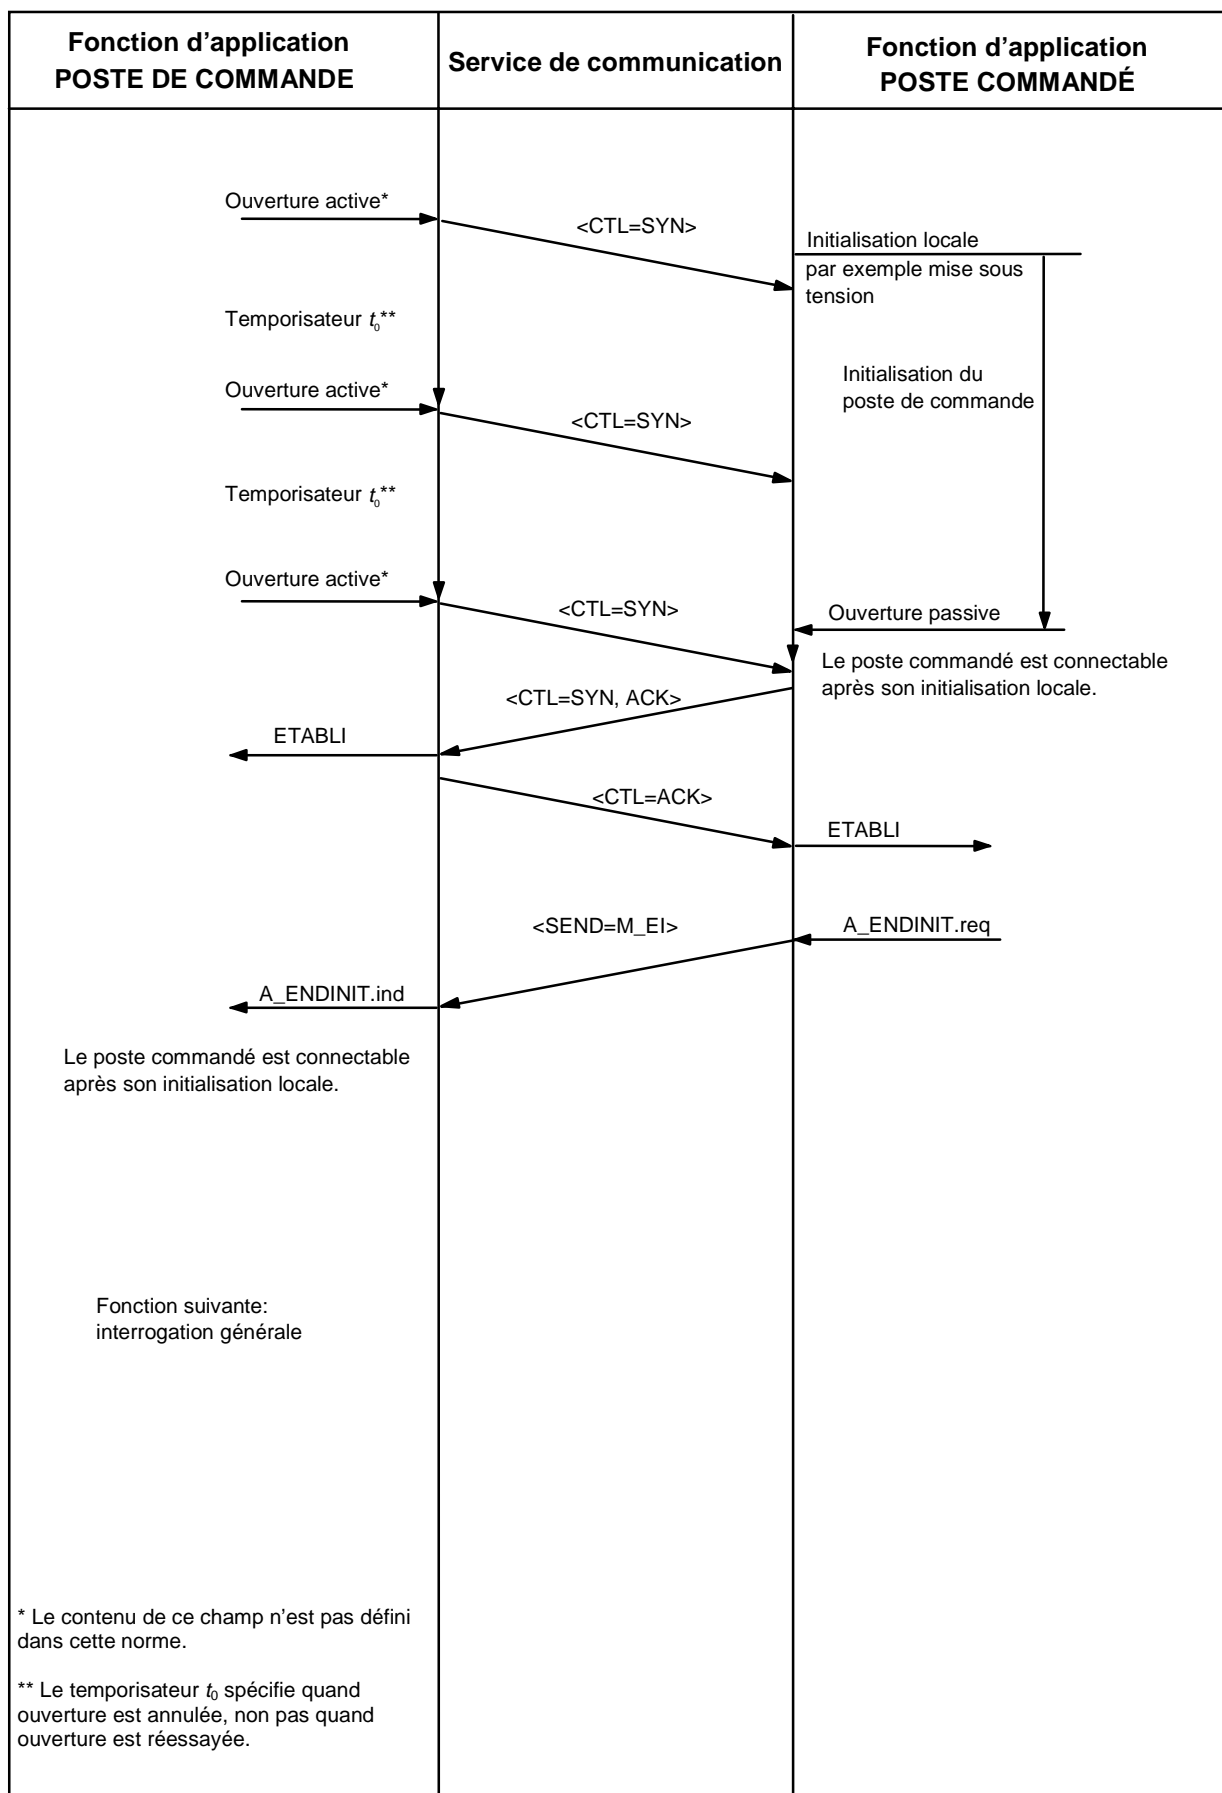 Fonction d’application
POSTE DE COMMANDE
Service de communication
Fonction d’application
POSTE COMMANDÉ
Ouverture active*
<CTL=SYN>
Initialisation locale
par exemple mise sous
tension
Temporisateur t0**
Initialisation du
poste de commande
Ouverture active*
<CTL=SYN>
Temporisateur t0**
Ouverture active*
<CTL=SYN>
Ouverture passive
Le poste commandé est connectable
après son initialisation locale.
<CTL=SYN, ACK>
ETABLI
<CTL=ACK>
ETABLI
<SEND=M_EI>
A_ENDINIT.req
A_ENDINIT.ind
Le poste commandé est connectable
après son initialisation locale.
Fonction suivante:
interrogation générale
* Le contenu de ce champ n’est pas défini
dans cette norme.
** Le temporisateur t0 spécifie quand
ouverture est annulée, non pas quand
ouverture est réessayée.